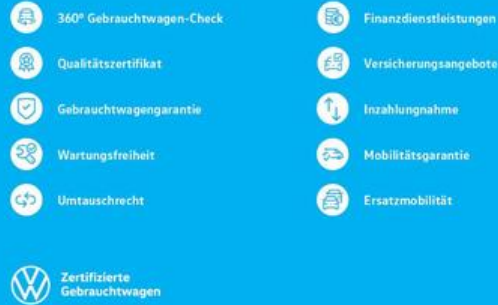 360° Gebrauchtwagen-Check
Qualitätszertifikat
Gebrauchtwagengarantie
Wartungsfreiheit
Umtauschrecht
Finanzdienstleistungen
Versicherungsangebote
Inzahlungnahme
Mobilitätsgarantie
Ersatzmobilität
Zertifizierte
Gebrauchtwagen